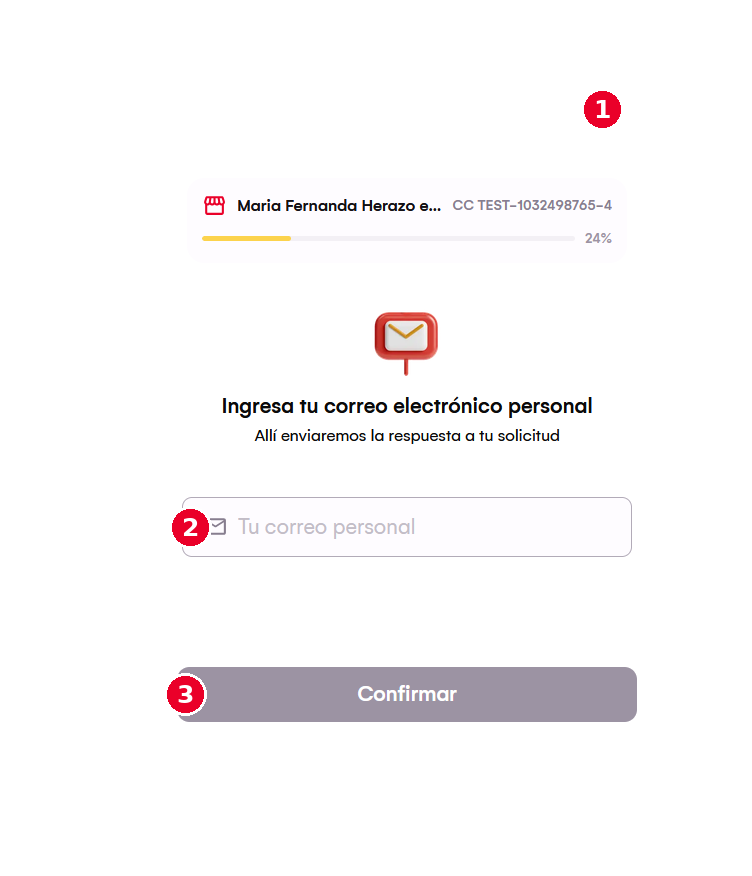 1
Maria Fernanda Herazo e... CC TEST-1032498765-4
24%
Ingresa tu correo electrónico personal
Allí enviaremos la respuesta a tu solicitud
2 Tu correo personal
3 Confirmar